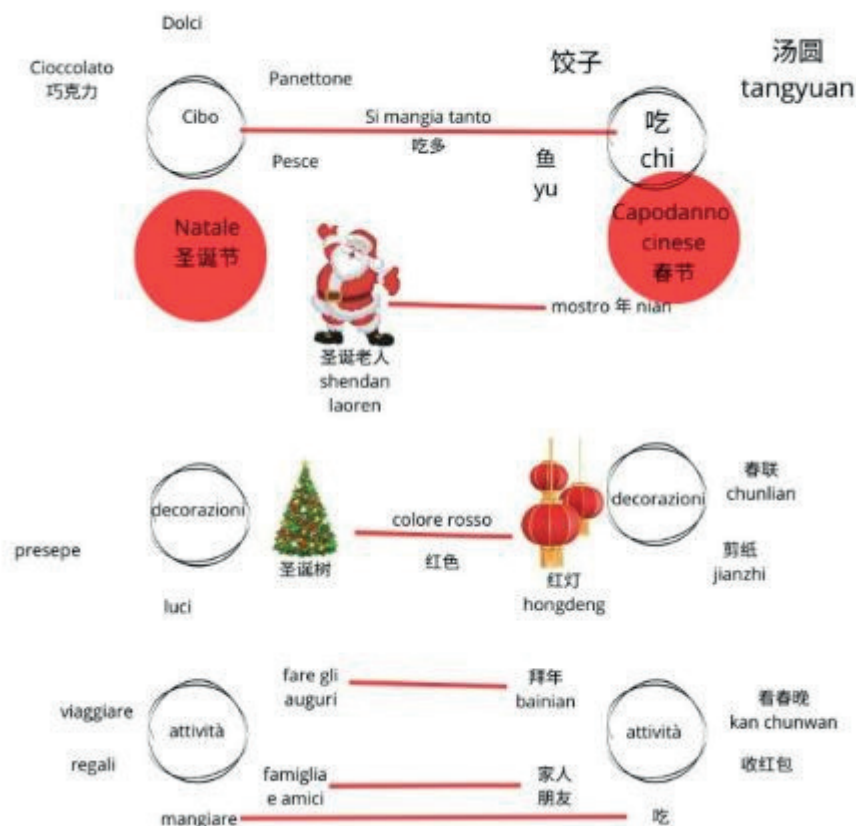 Dolci
Cioccolato
巧克力
Panettone
饺子
汤圆
tangyuan
Cibo
Si mangia tanto
吃多
吃
chi
Pesce
鱼
yu
Natale
圣诞节
Capodanno
cinese
春节
mostro 年 nian
圣诞老人
shendan
laoren
decorazioni
colore rosso
红色
decorazioni
春联
chunlian
presepe
圣诞树
红灯
hongdeng
剪纸
jianzhi
luci
fare gli
auguri
拜年
bainian
viaggiare
attività
attività
看春晚
kan chunwan
regali
famiglia
e amici
家人
朋友
收红包
mangiare
吃